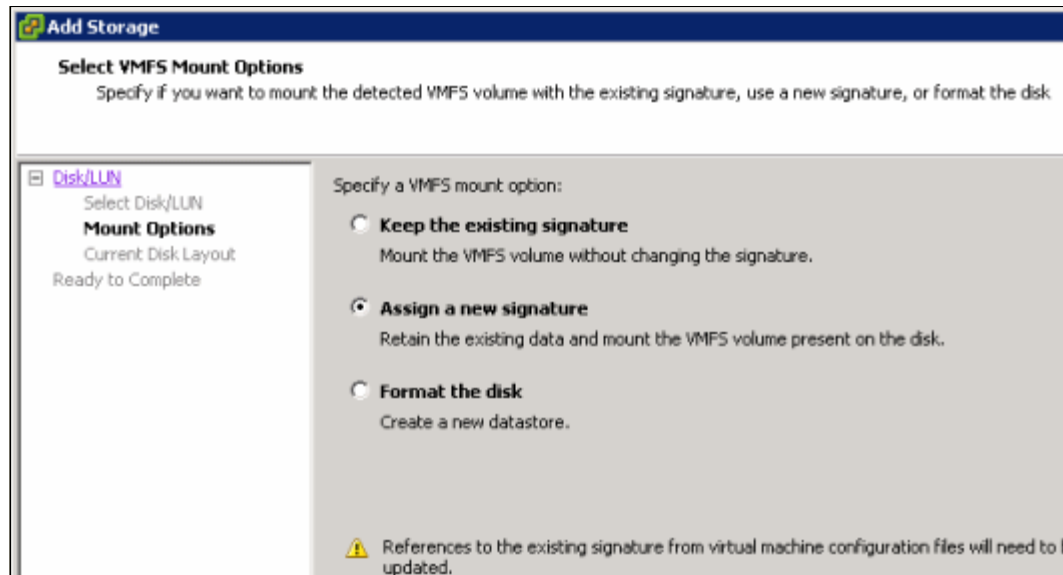 Add Storage
Select VMFS Mount Options
Specify if you want to mount the detected VMFS volume with the existing signature, use a new signature, or format the disk
Disk/LUN
Select Disk/LUN
Mount Options
Current Disk Layout
Ready to Complete
Specify a VMFS mount option:
Keep the existing signature
Mount the VMFS volume without changing the signature.
Assign a new signature
Retain the existing data and mount the VMFS volume present on the disk.
Format the disk
Create a new datastore.
References to the existing signature from virtual machine configuration files will need to
updated.